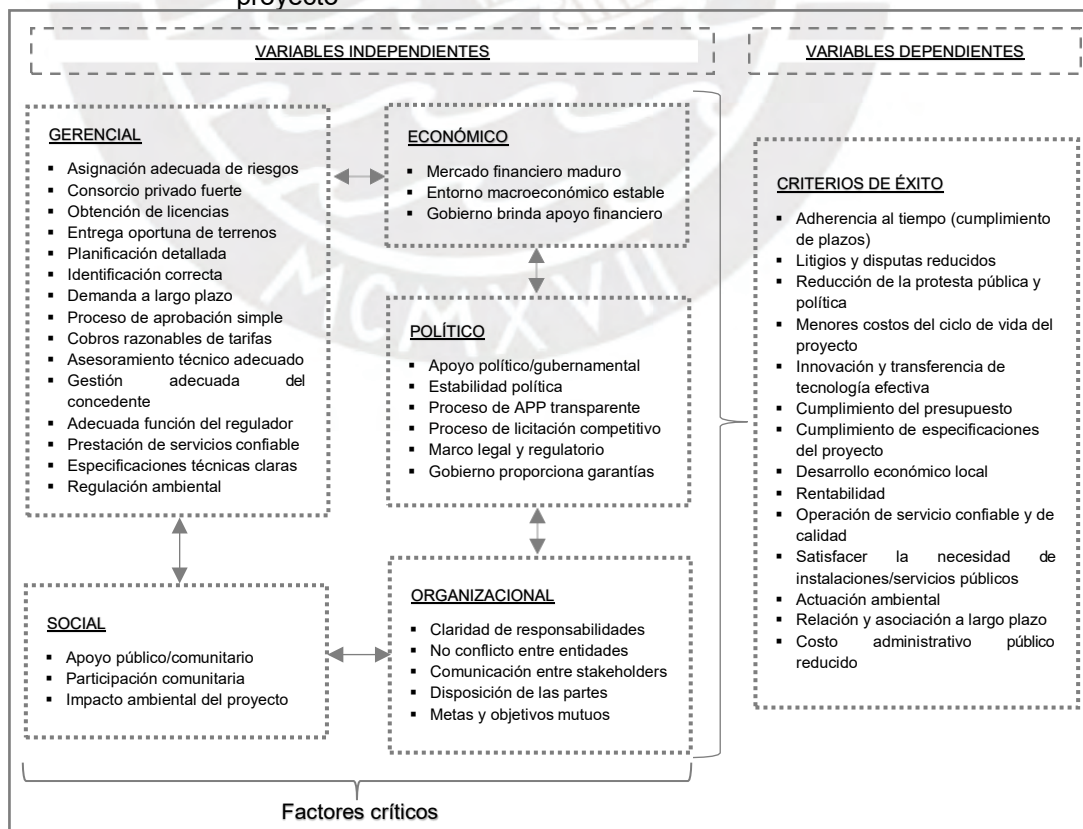 proyecto
VARIABLES INDEPENDIENTES
VARIABLES DEPENDIENTES
GERENCIAL
▪ Asignación adecuada de riesgos
▪ Consorcio privado fuerte
▪ Obtención de licencias
▪ Entrega oportuna de terrenos
▪ Planificación detallada
▪ Identificación correcta
▪ Demanda a largo plazo
▪ Proceso de aprobación simple
▪ Cobros razonables de tarifas
▪ Asesoramiento técnico adecuado
▪ Gestión adecuada del
concedente
▪ Adecuada función del regulador
▪ Prestación de servicios confiable
▪ Especificaciones técnicas claras
▪ Regulación ambiental
ECONÓMICO
▪ Mercado financiero maduro
▪ Entorno macroeconómico estable
▪ Gobierno brinda apoyo financiero
POLÍTICO
▪ Apoyo político/gubernamental
▪ Estabilidad política
▪ Proceso de APP transparente
▪ Proceso de licitación competitivo
▪ Marco legal y regulatorio
▪ Gobierno proporciona garantías
SOCIAL
▪ Apoyo público/comunitario
▪ Participación comunitaria
▪ Impacto ambiental del proyecto
ORGANIZACIONAL
▪ Claridad de responsabilidades
▪ No conflicto entre entidades
▪ Comunicación entre stakeholders
▪ Disposición de las partes
▪ Metas y objetivos mutuos
CRITERIOS DE ÉXITO
▪ Adherencia al tiempo (cumplimiento
de plazos)
▪ Litigios y disputas reducidos
▪ Reducción de la protesta pública y
política
▪ Menores costos del ciclo de vida del
proyecto
▪ Innovación y transferencia de
tecnología efectiva
▪ Cumplimiento del presupuesto
▪ Cumplimiento de especificaciones
del proyecto
▪ Desarrollo económico local
▪ Rentabilidad
▪ Operación de servicio confiable y de
calidad
▪ Satisfacer la necesidad de
instalaciones/servicios públicos
▪ Actuación ambiental
▪ Relación y asociación a largo plazo
▪ Costo administrativo público
reducido
Factores críticos
MCMXVII